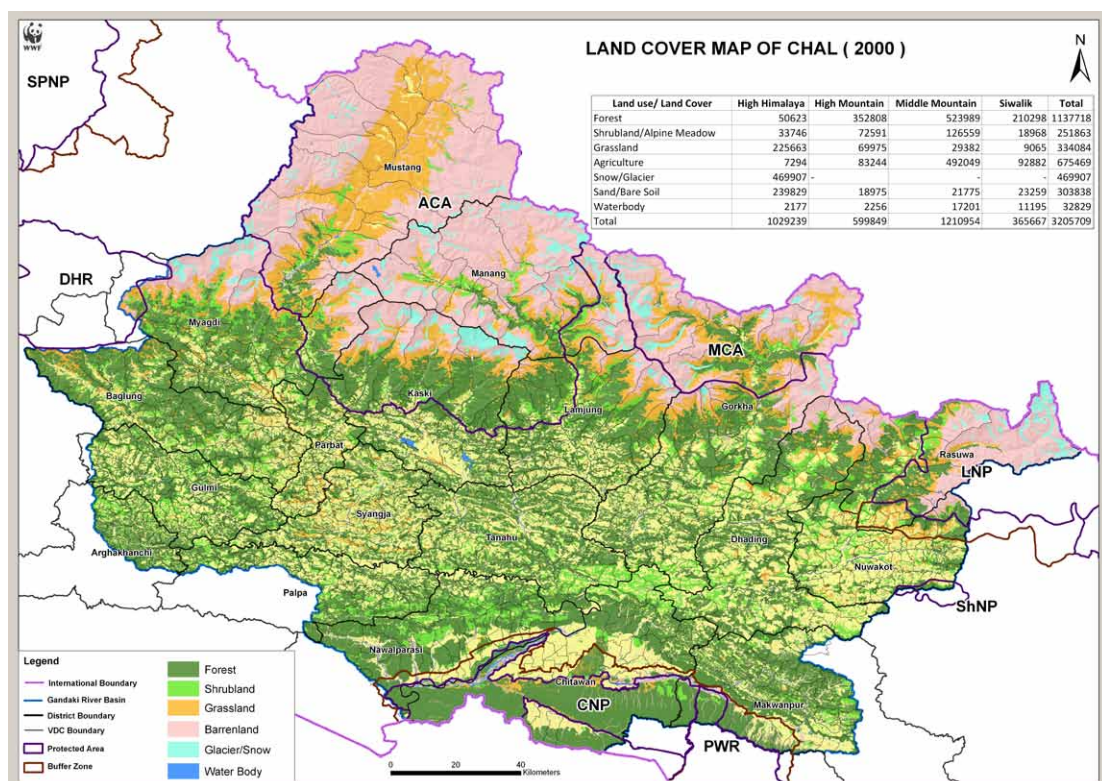 WWF
LAND COVER MAP OF CHAL ( 2000 )
N
SPNP
Land use/ Land Cover High Himalaya High Mountain Middle Mountain Siwalik Total
Forest 50623 352808 523989 210298 1137718
Shrubland/Alpine Meadow 33746 72591 126559 18968 251863
Grassland 225663 69975 29382 9065 334084
Agriculture 7294 83244 492049 92882 675469
Snow/Glacier 469907 - - - 469907
Sand/Bare Soil 239829 18975 21775 23259 303838
Waterbody 2177 2256 17201 11195 32829
Total 1029239 599849 1210954 365667 3205709
Mustang
ACA
DHR
Manang
Myagdi
MCA
Baglung
Kaski
Lamjung
Gorkha
Parbat
Rasuwa
LNP
Gulmi
Syangja
Tanahu
Dhading
Arghakhanchi
Nuwakot
Palpa
ShNP
Nawalparasi
Chitawan
CNP
Makwanpur
PWR
Legend
International Boundary
Gandaki River Basin
District Boundary
VDC Boundary
Protected Area
Buffer Zone
Forest
Shrubland
Grassland
Barrenland
Glacier/Snow
Water Body
0 20 40
Kilometers